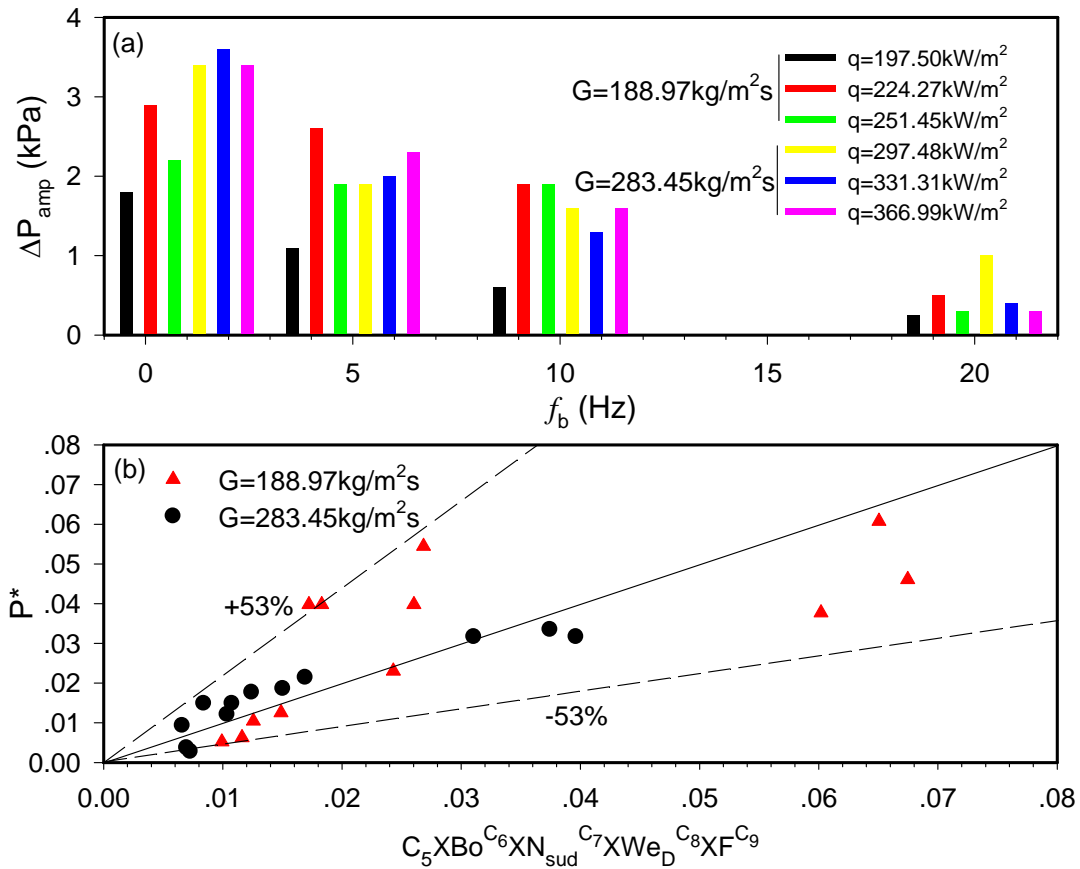 (a)
4
3
2
1
0
ΔP_amp (kPa)
G=188.97kg/m²s
q=197.50kW/m²
q=224.27kW/m²
q=251.45kW/m²
G=283.45kg/m²s
q=297.48kW/m²
q=331.31kW/m²
q=366.99kW/m²
0 5 10 15 20
f_b (Hz)
(b)
.08
.07
.06
.05
.04
.03
.02
.01
0.00
P*
G=188.97kg/m²s
G=283.45kg/m²s
+53%
-53%
0.00 .01 .02 .03 .04 .05 .06 .07 .08
C₅XBo^C₆XN_sud^C₇XWe_D^C₈XF^C₉